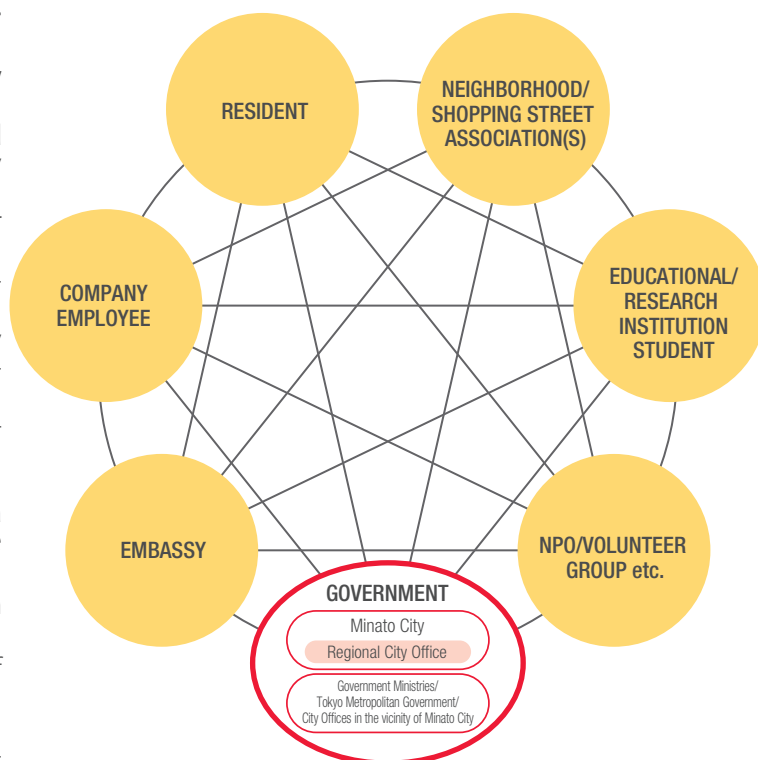 RESIDENT
NEIGHBORHOOD/
SHOPPING STREET
ASSOCIATION(S)
COMPANY
EMPLOYEE
EDUCATIONAL/
RESEARCH
INSTITUTION
STUDENT
EMBASSY
NPO/VOLUNTEER
GROUP etc.
GOVERNMENT
Minato City
Regional City Office
Government Ministries/
Tokyo Metropolitan Government/
City Offices in the vicinity of Minato City